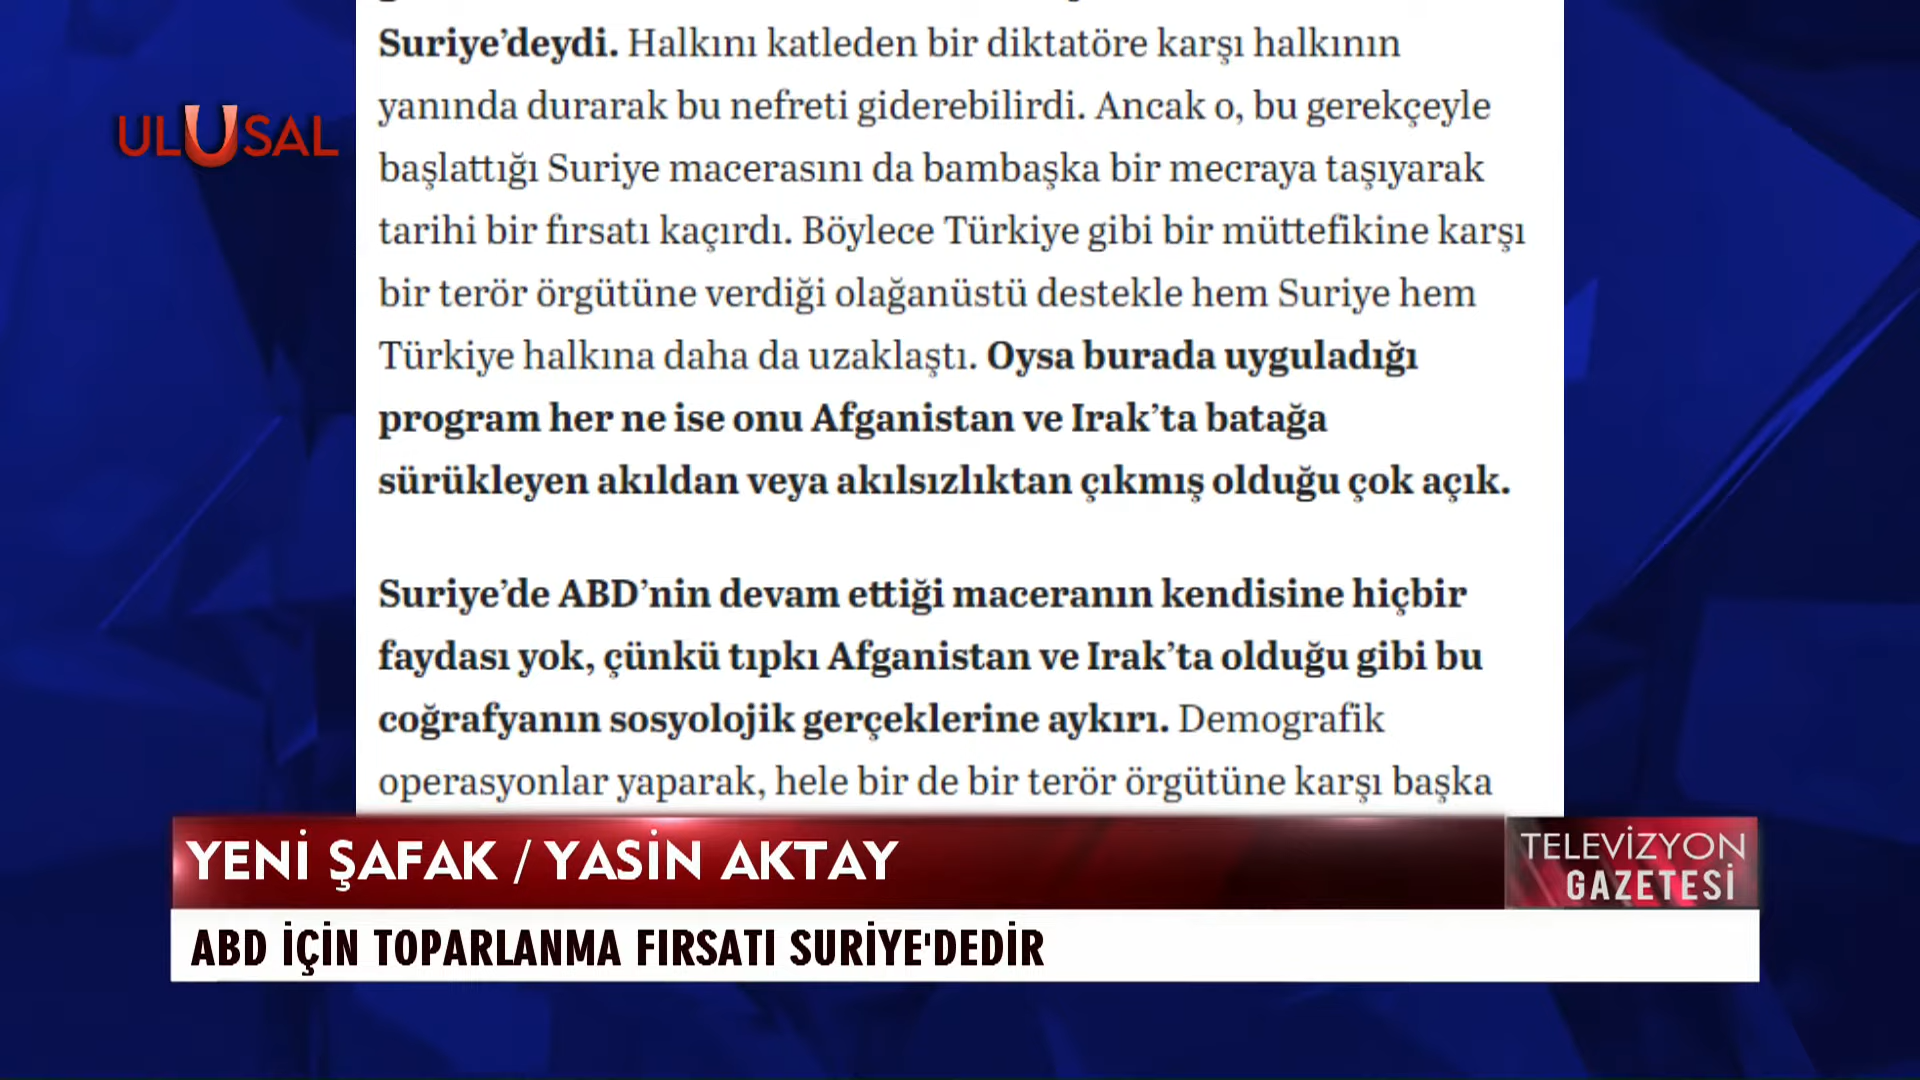 Suriye’deydi. Halkını katleden bir diktatöre karşı halkının
yanında durarak bu nefreti giderebilirdi. Ancak o, bu gerekçeyle
başlattığı Suriye macerasını da bambaşka bir mecraya taşıyarak
tarihi bir fırsatı kaçırdı. Böylece Türkiye gibi bir müttefikine karşı
bir terör örgütüne verdiği olağanüstü destekle hem Suriye hem
Türkiye halkına daha da uzaklaştı. Oysa burada uyguladığı
program her ne ise onu Afganistan ve Irak’ta batağa
sürükleyen akıldan veya akılsızlıktan çıkmış olduğu çok açık.
Suriye’de ABD’nin devam ettiği maceranın kendisine hiçbir
faydası yok, çünkü tıpkı Afganistan ve Irak’ta olduğu gibi bu
coğrafyanın sosyolojik gerçeklerine aykırı. Demografik
operasyonlar yaparak, hele bir de bir terör örgütüne karşı başka
ULUSAL
YENİ ŞAFAK / YASİN AKTAY
TELEVİZYON
GAZETESİ
ABD İÇİN TOPARLANMA FIRSATI SURİYE'DEDİR